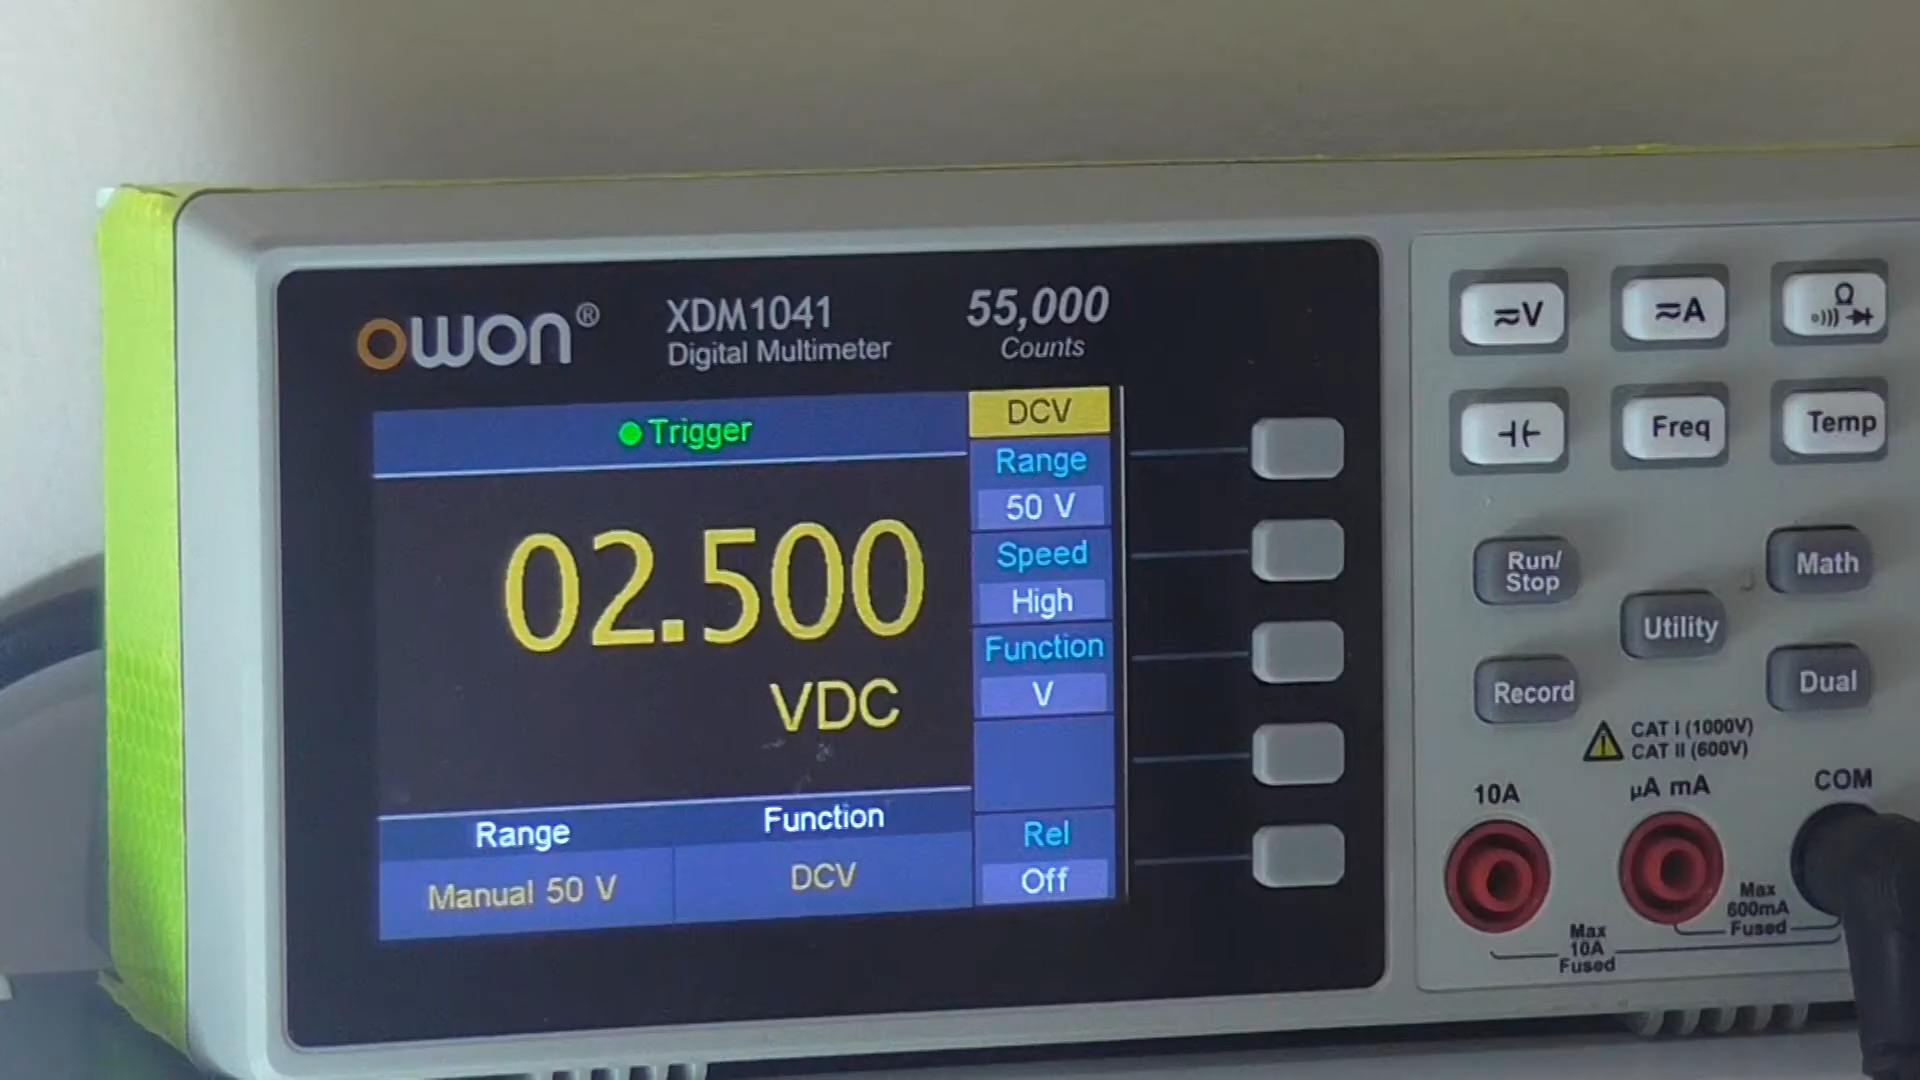 owon®
XDM1041
Digital Multimeter
55,000
Counts
Trigger
02.500
VDC
Range
Function
Manual 50 V
DCV
DCV
Range
50 V
Speed
High
Function
V
Rel
Off
≂V
≂A
Ω
Freq
Temp
Run/
Stop
Math
Utility
Record
Dual
CAT I (1000V)
CAT II (600V)
10A
µA mA
COM
Max
600mA
Fused
Max
10A
Fused